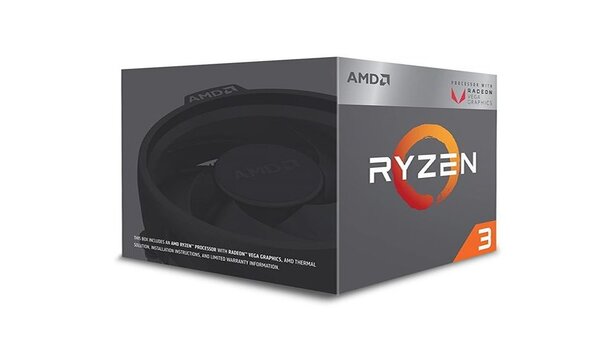 AMD
AMD
THIS BOX INCLUDES AN AMD RYZEN™ PROCESSOR WITH RADEON™ VEGA GRAPHICS, AMD THERMAL
SOLUTION, INSTALLATION INSTRUCTIONS, AND LIMITED WARRANTY INFORMATION.
AMD
PROCESSOR WITH
RADEON
VEGA
GRAPHICS
RYZEN
3